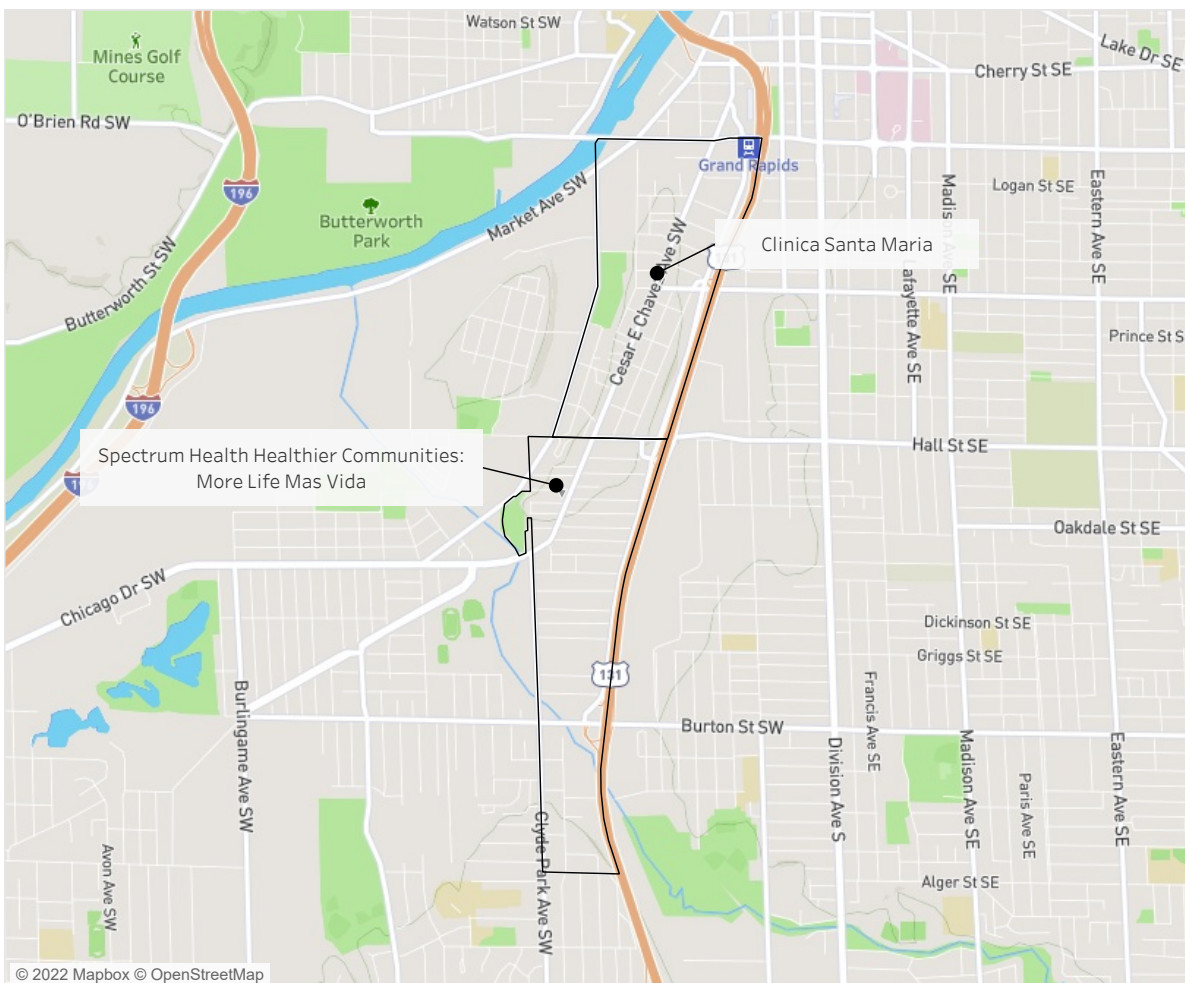 Watson St SW
Lake Dr SE
Mines Golf
Course
Cherry St SE
O'Brien Rd SW
Grand Rapids
196
Logan St SE
Madison Ave SE
Eastern Ave SE
Butterworth
Park
Market Ave SW
Clinica Santa Maria
131
Butterworth St SW
Lafayette Ave SE
Cesar E Chavez Ave SW
Prince St S
196
Hall St SE
Spectrum Health Healthier Communities:
More Life Mas Vida
196
Oakdale St SE
Chicago Dr SW
Dickinson St SE
Griggs St SE
131
Burlingame Ave SW
Francis Ave SE
Burton St SW
Division Ave S
Madison Ave SE
Eastern Ave SE
Paris Ave SE
Clyde Park Ave SW
Avon Ave SW
Alger St SE
© 2022 Mapbox © OpenStreetMap